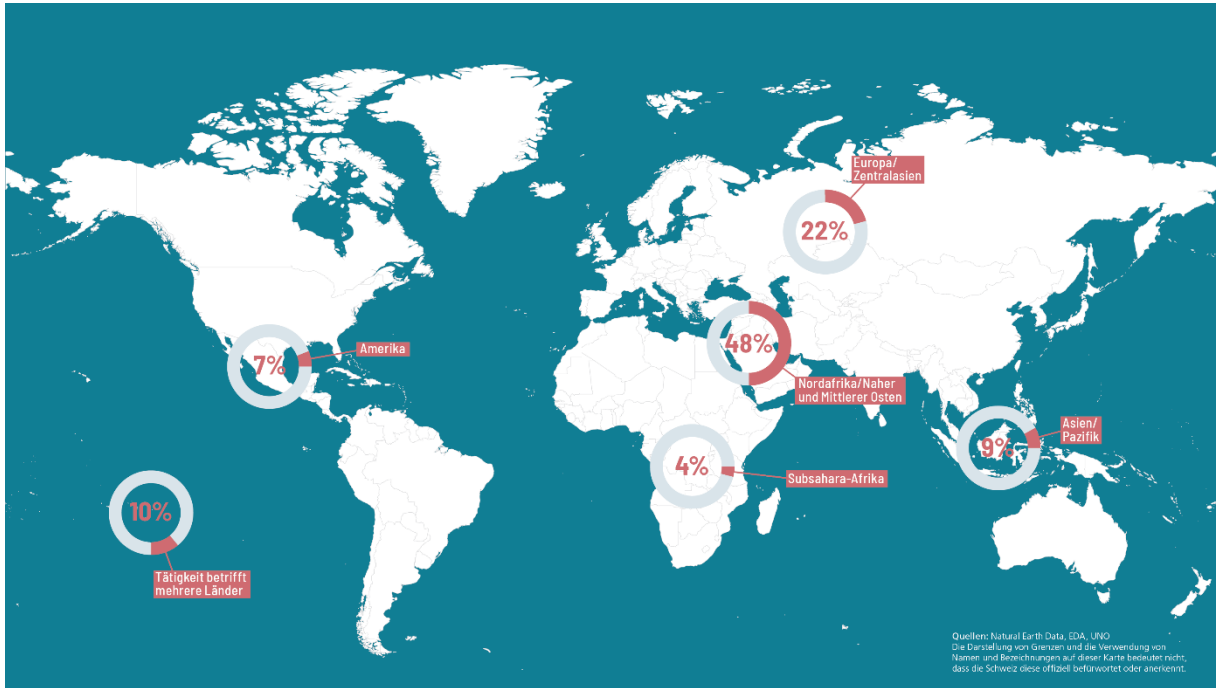 Europa/
Zentralasien
22%
48%
Nordafrika/Naher
und Mittlerer Osten
7%
Amerika
Asien/
Pazifik
9%
4%
Subsahara-Afrika
10%
Tätigkeit betrifft
mehrere Länder
Quellen: Natural Earth Data, EDA, UNO
Die Darstellung von Grenzen und die Verwendung von
Namen und Bezeichnungen auf dieser Karte bedeutet nicht,
dass die Schweiz diese offiziell befürwortet oder anerkennt.